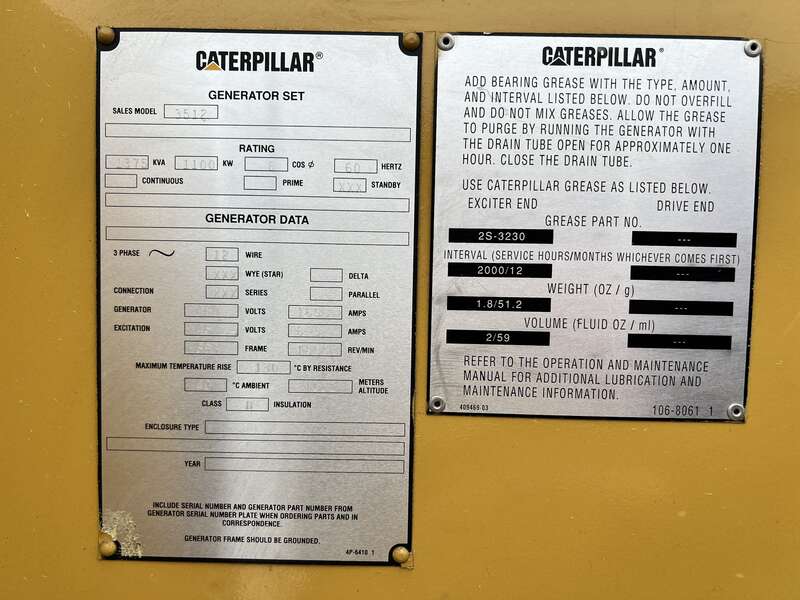 CATERPILLAR®
GENERATOR SET
SALES MODEL 3512
RATING
1375 KVA 1100 KW COS Ø 60 HERTZ
CONTINUOUS PRIME XXX STANDBY
GENERATOR DATA
3 PHASE 12 WIRE
XXX WYE (STAR) DELTA
CONNECTION XXX SERIES PARALLEL
GENERATOR VOLTS AMPS
EXCITATION VOLTS AMPS
FRAME REV/MIN
MAXIMUM TEMPERATURE RISE 130 °C BY RESISTANCE
°C AMBIENT METERS ALTITUDE
CLASS H INSULATION
ENCLOSURE TYPE
YEAR
INCLUDE SERIAL NUMBER AND GENERATOR PART NUMBER FROM
GENERATOR SERIAL NUMBER PLATE WHEN ORDERING PARTS AND IN
CORRESPONDENCE.
GENERATOR FRAME SHOULD BE GROUNDED.
4P-6410 1
CATERPILLAR®
ADD BEARING GREASE WITH THE TYPE, AMOUNT,
AND INTERVAL LISTED BELOW. DO NOT OVERFILL
AND DO NOT MIX GREASES. ALLOW THE GREASE
TO PURGE BY RUNNING THE GENERATOR WITH
THE DRAIN TUBE OPEN FOR APPROXIMATELY ONE
HOUR. CLOSE THE DRAIN TUBE.
USE CATERPILLAR GREASE AS LISTED BELOW.
EXCITER END DRIVE END
GREASE PART NO.
2S-3230 ---
INTERVAL (SERVICE HOURS/MONTHS WHICHEVER COMES FIRST)
2000/12 ---
WEIGHT (OZ / g)
1.8/51.2 ---
VOLUME (FLUID OZ / ml)
2/59 ---
REFER TO THE OPERATION AND MAINTENANCE
MANUAL FOR ADDITIONAL LUBRICATION AND
MAINTENANCE INFORMATION.
409469-03 106-8061 1